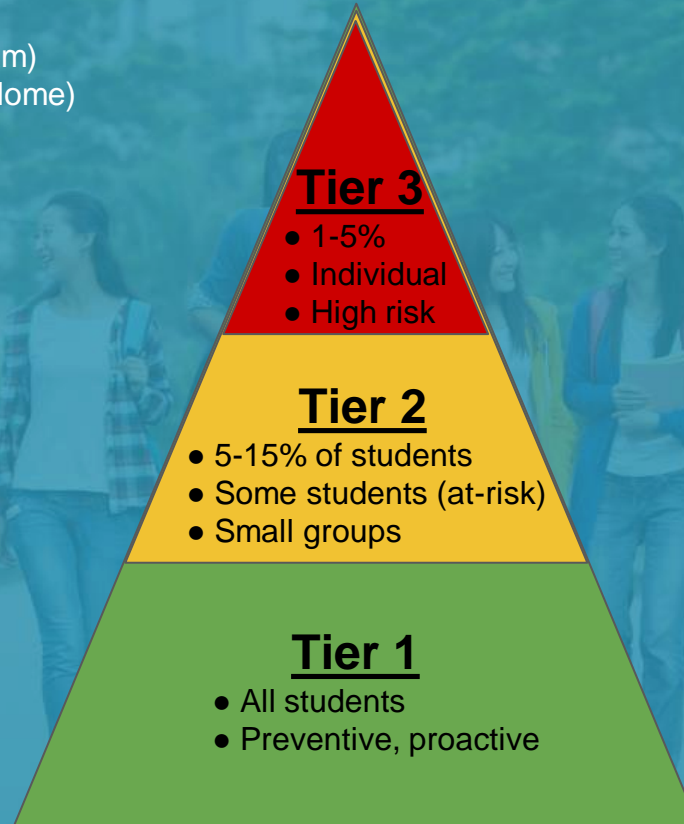 m)
ome)
Tier 3
● 1-5%
● Individual
● High risk
Tier 2
● 5-15% of students
● Some students (at-risk)
● Small groups
Tier 1
● All students
● Preventive, proactive